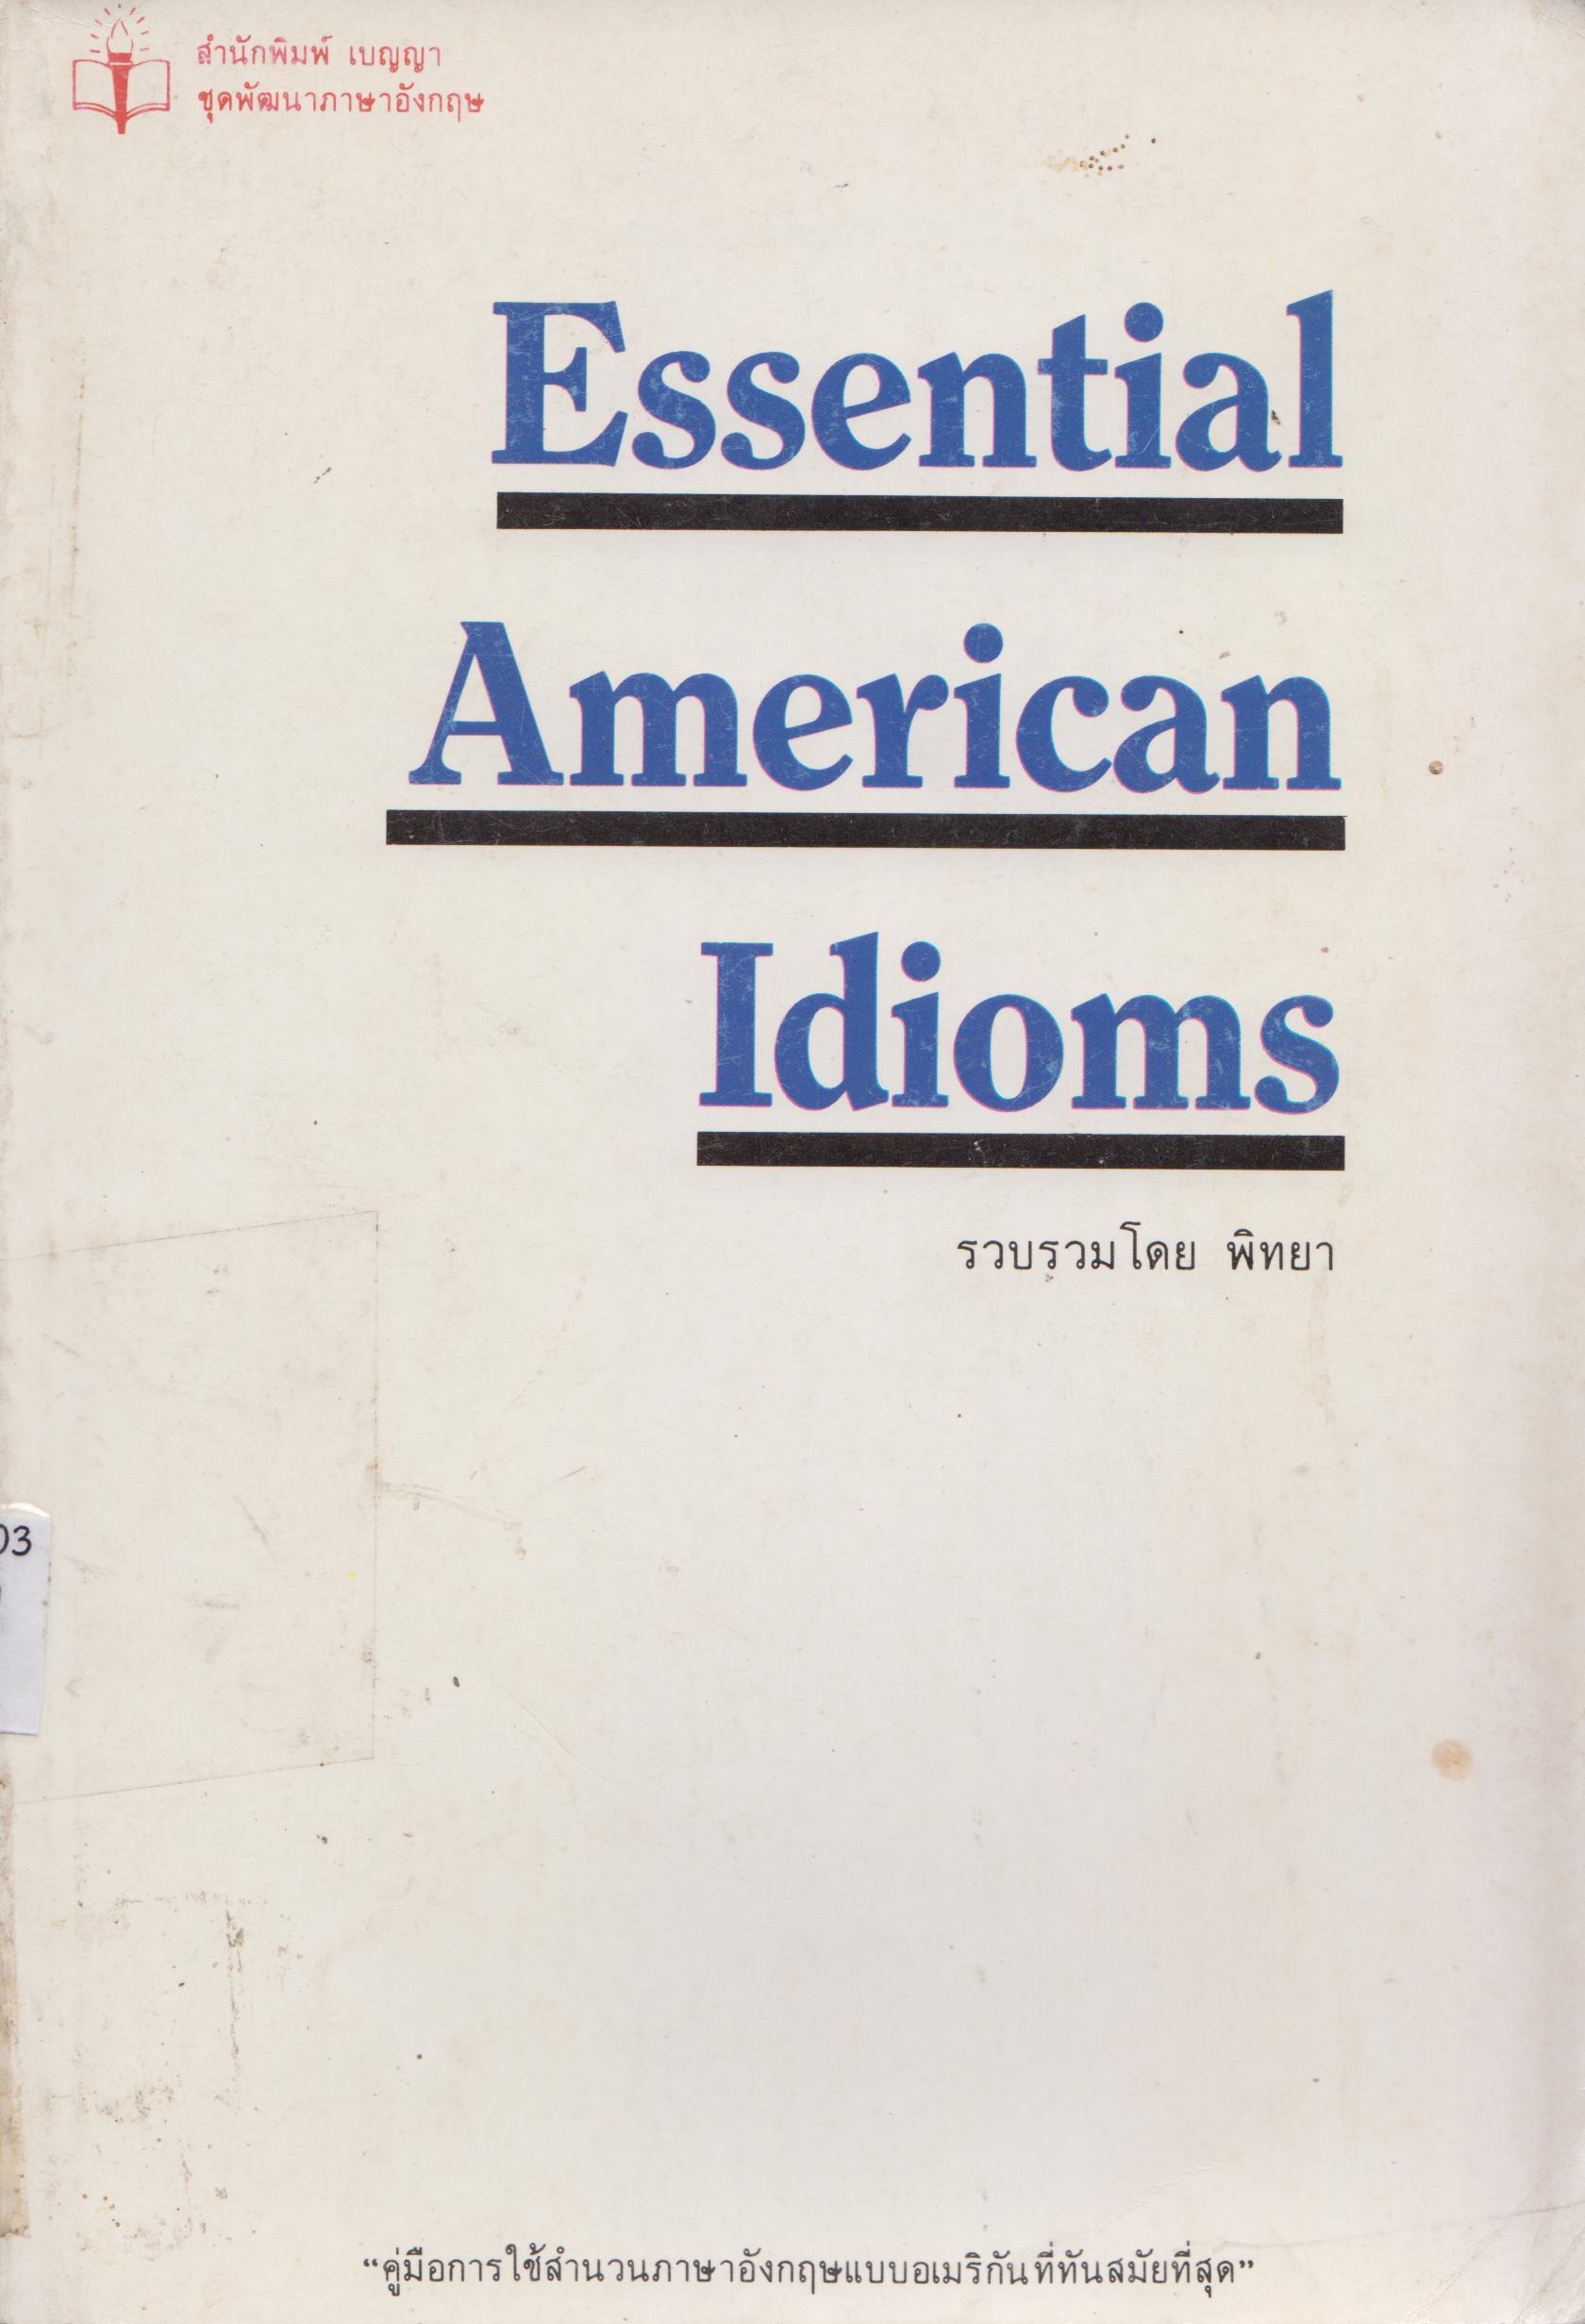 สำนักพิมพ์ เบญญา
ชุดพัฒนาภาษาอังกฤษ
Essential
American
Idioms
รวบรวมโดย พิทยา
03
“คู่มือการใช้สำนวนภาษาอังกฤษแบบอเมริกันที่ทันสมัยที่สุด”